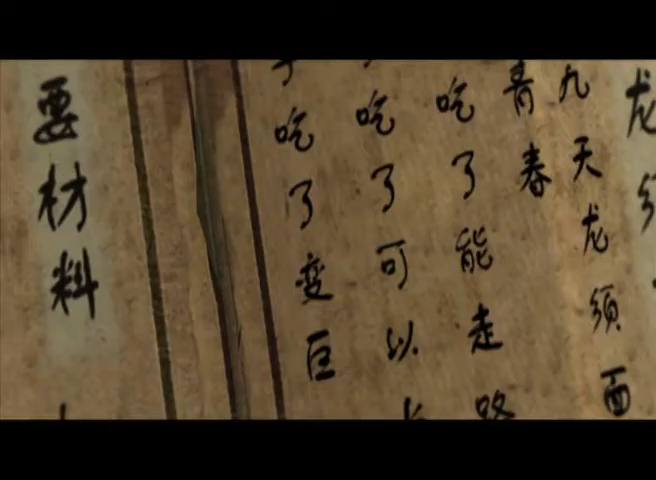 龙须
九天龙须面
青春
吃了能走路
吃了可以
吃了变巨
要材料